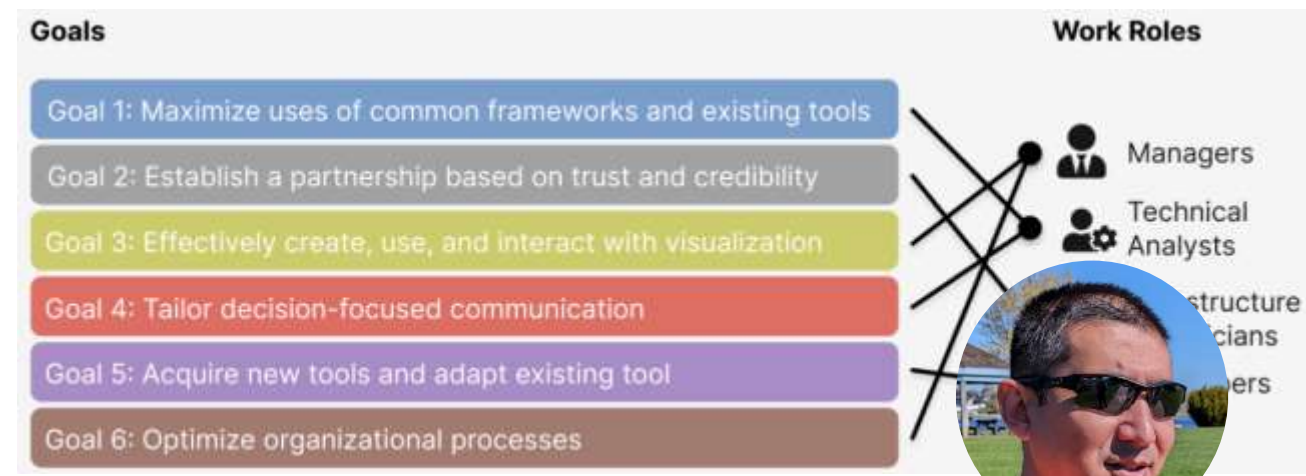 Goals
Work Roles
Goal 1: Maximize uses of common frameworks and existing tools
Goal 2: Establish a partnership based on trust and credibility
Goal 3: Effectively create, use, and interact with visualization
Goal 4: Tailor decision-focused communication
Goal 5: Acquire new tools and adapt existing tool
Goal 6: Optimize organizational processes
Managers
Technical
Analysts